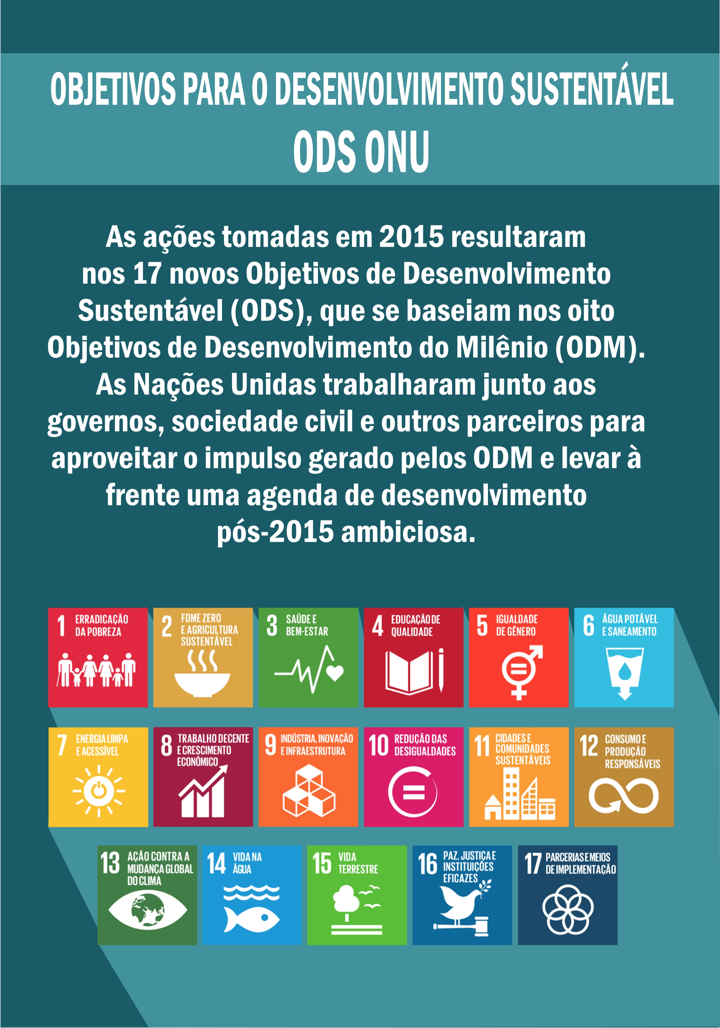 OBJETIVOS PARA O DESENVOLVIMENTO SUSTENTÁVEL
ODS ONU
As ações tomadas em 2015 resultaram
nos 17 novos Objetivos de Desenvolvimento
Sustentável (ODS), que se baseiam nos oito
Objetivos de Desenvolvimento do Milênio (ODM).
As Nações Unidas trabalharam junto aos
governos, sociedade civil e outros parceiros para
aproveitar o impulso gerado pelos ODM e levar à
frente uma agenda de desenvolvimento
pós-2015 ambiciosa.
1 ERRADICAÇÃO
DA POBREZA
2 FOME ZERO
E AGRICULTURA
SUSTENTÁVEL
3 SAÚDE E
BEM-ESTAR
4 EDUCAÇÃO DE
QUALIDADE
5 IGUALDADE
DE GÊNERO
6 ÁGUA POTÁVEL
E SANEAMENTO
7 ENERGIA LIMPA
E ACESSÍVEL
8 TRABALHO DECENTE
E CRESCIMENTO
ECONÔMICO
9 INDÚSTRIA, INOVAÇÃO
E INFRAESTRUTURA
10 REDUÇÃO DAS
DESIGUALDADES
11 CIDADES E
COMUNIDADES
SUSTENTÁVEIS
12 CONSUMO E
PRODUÇÃO
RESPONSÁVEIS
13 AÇÃO CONTRA A
MUDANÇA GLOBAL
DO CLIMA
14 VIDA NA
ÁGUA
15 VIDA
TERRESTRE
16 PAZ, JUSTIÇA E
INSTITUIÇÕES
EFICAZES
17 PARCERIAS E MEIOS
DE IMPLEMENTAÇÃO